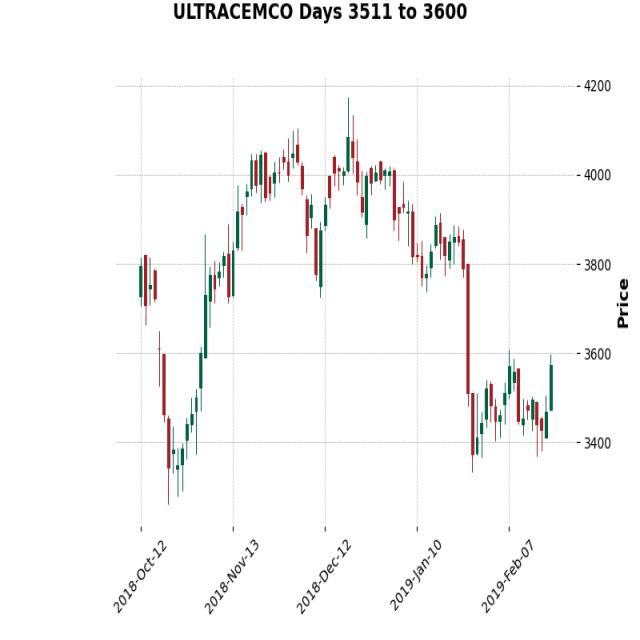 ULTRACEMCO Days 3511 to 3600
4200
4000
3800
3600
3400
Price
2018-Oct-12
2018-Nov-13
2018-Dec-12
2019-Jan-10
2019-Feb-07